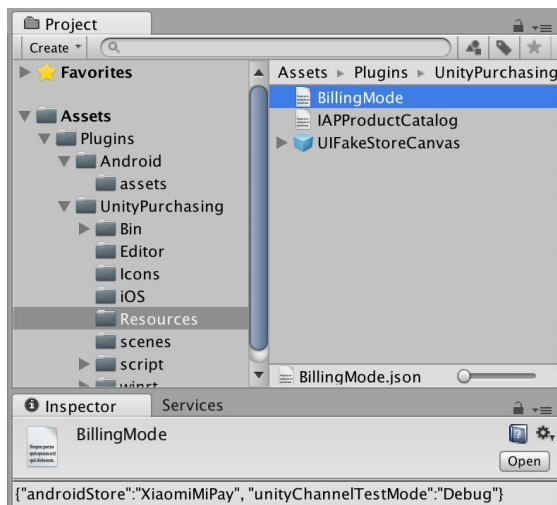 Project
Create
Favorites
Assets ▸ Plugins ▸ UnityPurchasing
BillingMode
IAPProductCatalog
UIFakeStoreCanvas
Assets
Plugins
Android
assets
UnityPurchasing
Bin
Editor
Icons
iOS
Resources
scenes
script
winrt
BillingMode.json
Inspector
Services
BillingMode
Open
{"androidStore":"XiaomiMiPay", "unityChannelTestMode":"Debug"}